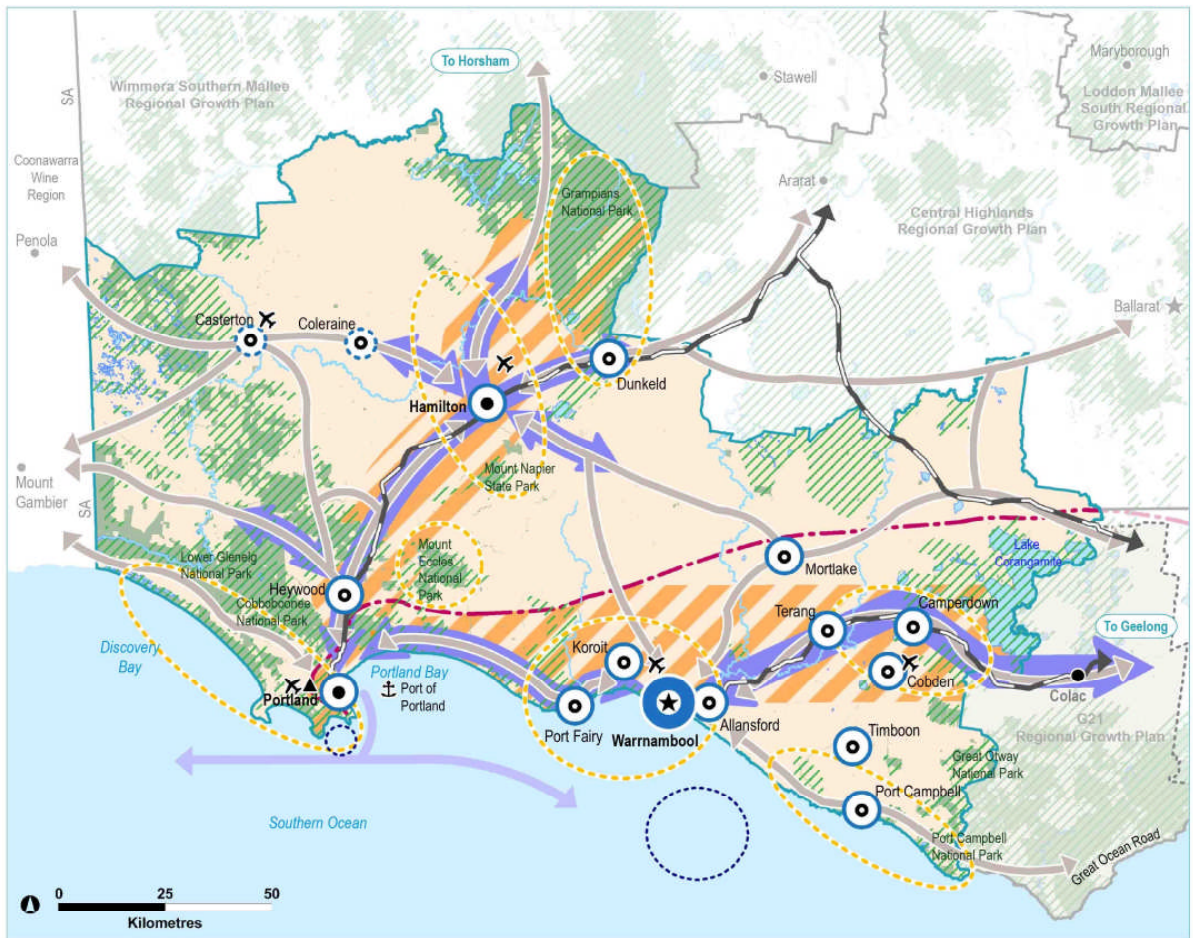 To Horsham
Maryborough
Stawell
Wimmera Southern Mallee
Regional Growth Plan
Loddon Mallee
South Regional
Growth Plan
SA
Coonawarra
Wine
Region
Ararat
Grampians
National Park
Central Highlands
Regional Growth Plan
Penola
Ballarat
Casterton
Coleraine
Dunkeld
Hamilton
Mount Napier
State Park
Mount
Gambier
SA
Lower Glenelg
National Park
Mount
Eccles
National
Park
Lake
Corangamite
Mortlake
Heywood
Cobboboonee
National Park
Terang
Camperdown
To Geelong
Discovery
Bay
Portland Bay
Koroit
Cobden
Colac
Portland
Port of
Portland
Port Fairy
Warrnambool
Allansford
G21
Regional Growth Plan
Timboon
Great Otway
National Park
Port Campbell
Southern Ocean
Port Campbell
National Park
Great Ocean Road
0 25 50
Kilometres